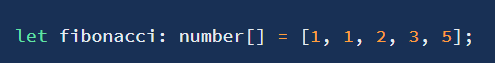 let fibonacci: number[] = [1, 1, 2, 3, 5];